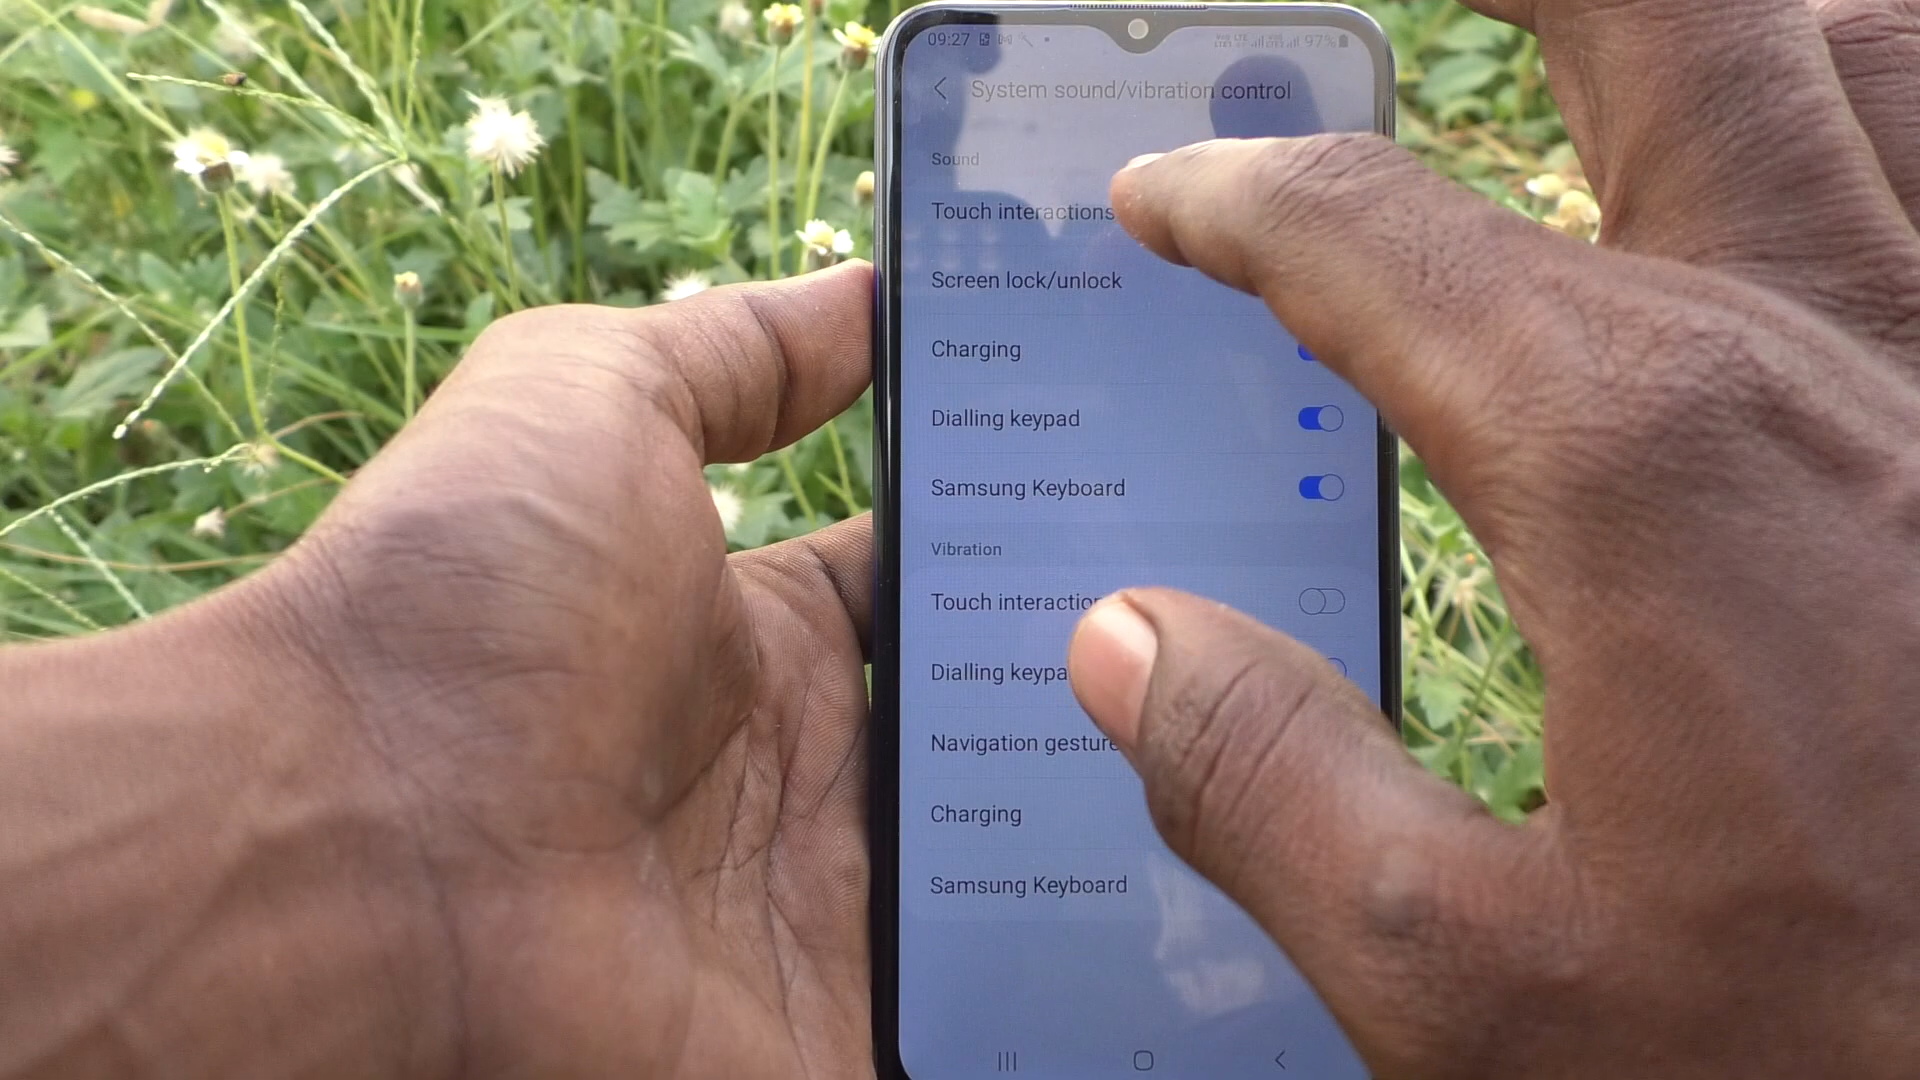 09:27 97%
System sound/vibration control
Sound
Touch interactions
Screen lock/unlock
Charging
Dialling keypad
Samsung Keyboard
Vibration
Touch interaction
Dialling keypa
Navigation gesture
Charging
Samsung Keyboard